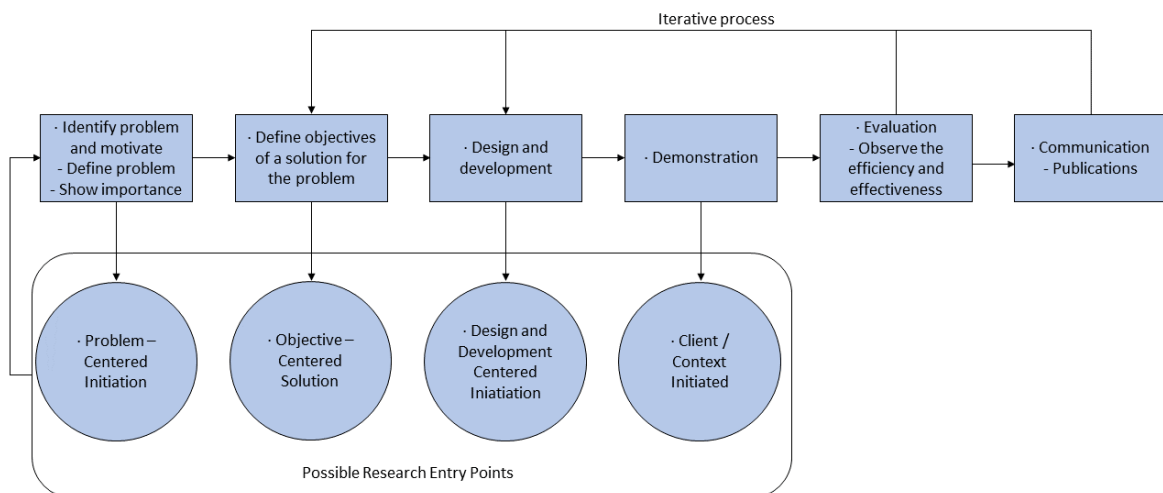 Iterative process
· Identify problem
and motivate
- Define problem
- Show importance
· Define objectives
of a solution for
the problem
· Design and
development
· Demonstration
· Evaluation
- Observe the
efficiency and
effectiveness
· Communication
- Publications
· Problem –
Centered
Initiation
· Objective –
Centered
Solution
· Design and
Development
Centered
Iniatiation
· Client /
Context
Initiated
Possible Research Entry Points